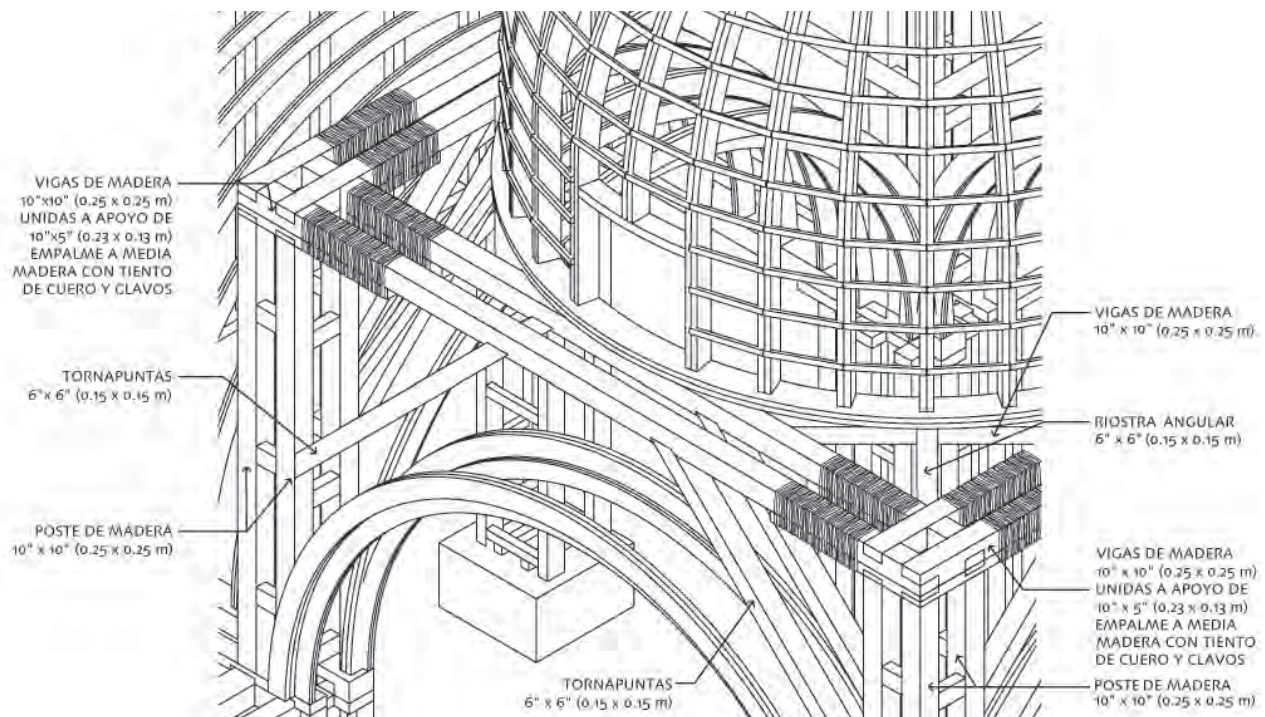 VIGAS DE MADERA
10"x10" (0.25 x 0.25 m)
UNIDAS A APOYO DE
10"x5" (0.23 x 0.13 m)
EMPALME A MEDIA
MADERA CON TIENTO
DE CUERO Y CLAVOS
TORNAPUNTAS
6"x 6" (0.15 x 0.15 m)
POSTE DE MADERA
10" x 10" (0.25 x 0.25 m)
TORNAPUNTAS
6" x 6" (0.15 x 0.15 m)
VIGAS DE MADERA
10" x 10" (0.25 x 0.25 m)
RIOSTRA ANGULAR
6" x 6" (0.15 x 0.15 m)
VIGAS DE MADERA
10" x 10" (0.25 x 0.25 m)
UNIDAS A APOYO DE
10" x 5" (0.23 x 0.13 m)
EMPALME A MEDIA
MADERA CON TIENTO
DE CUERO Y CLAVOS
POSTE DE MADERA
10" x 10" (0.25 x 0.25 m)